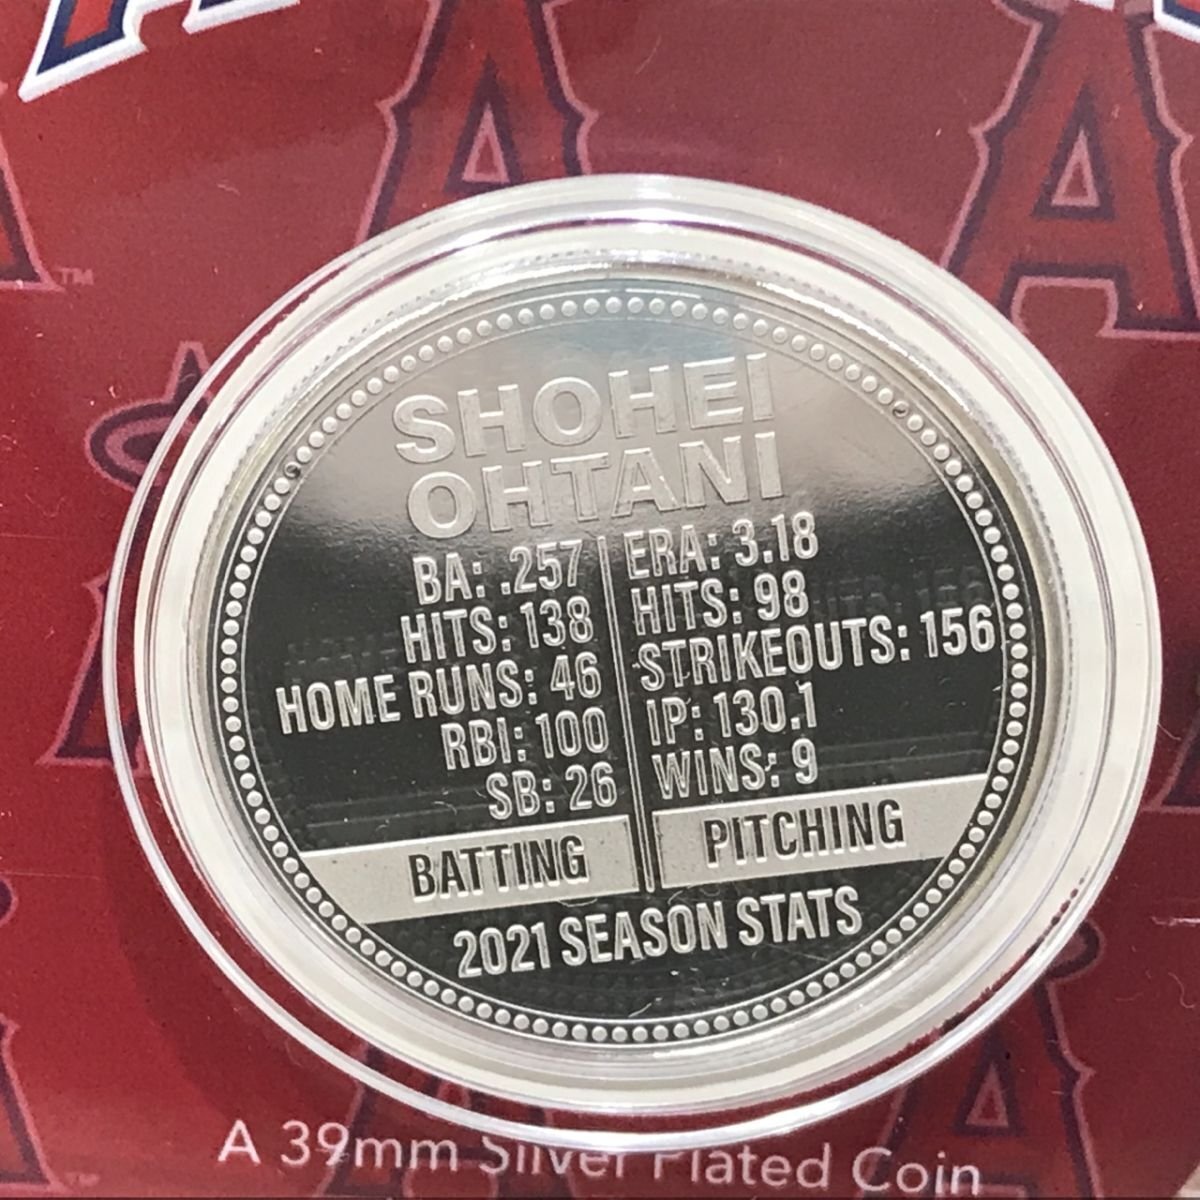 SHOHEI
OHTANI
BA: .257
HITS: 138
HOME RUNS: 46
RBI: 100
SB: 26
BATTING
ERA: 3.18
HITS: 98
STRIKEOUTS: 156
IP: 130.1
WINS: 9
PITCHING
2021 SEASON STATS
A 39mm Silver Plated Coin
A
A
TM